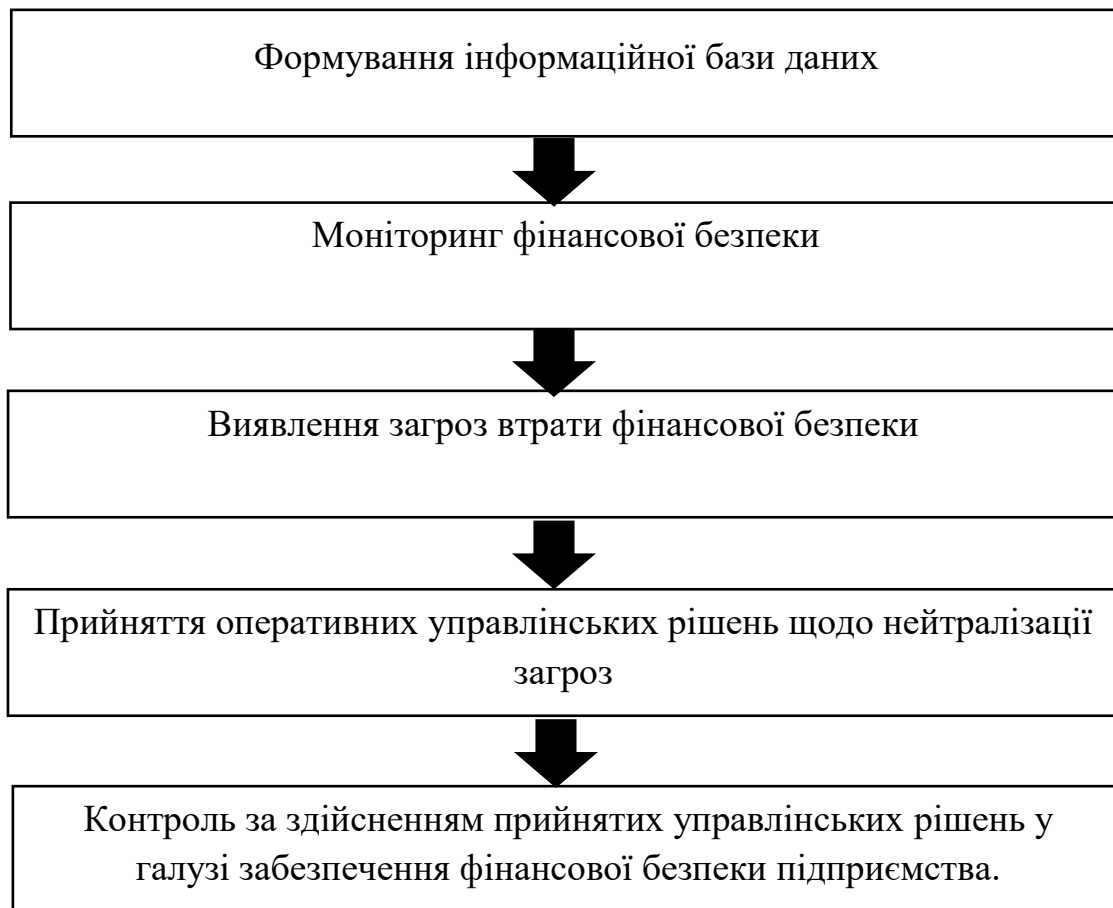 Формування інформаційної бази даних
Моніторинг фінансової безпеки
Виявлення загроз втрати фінансової безпеки
Прийняття оперативних управлінських рішень щодо нейтралізації
загроз
Контроль за здійсненням прийнятих управлінських рішень у
галузі забезпечення фінансової безпеки підприємства.